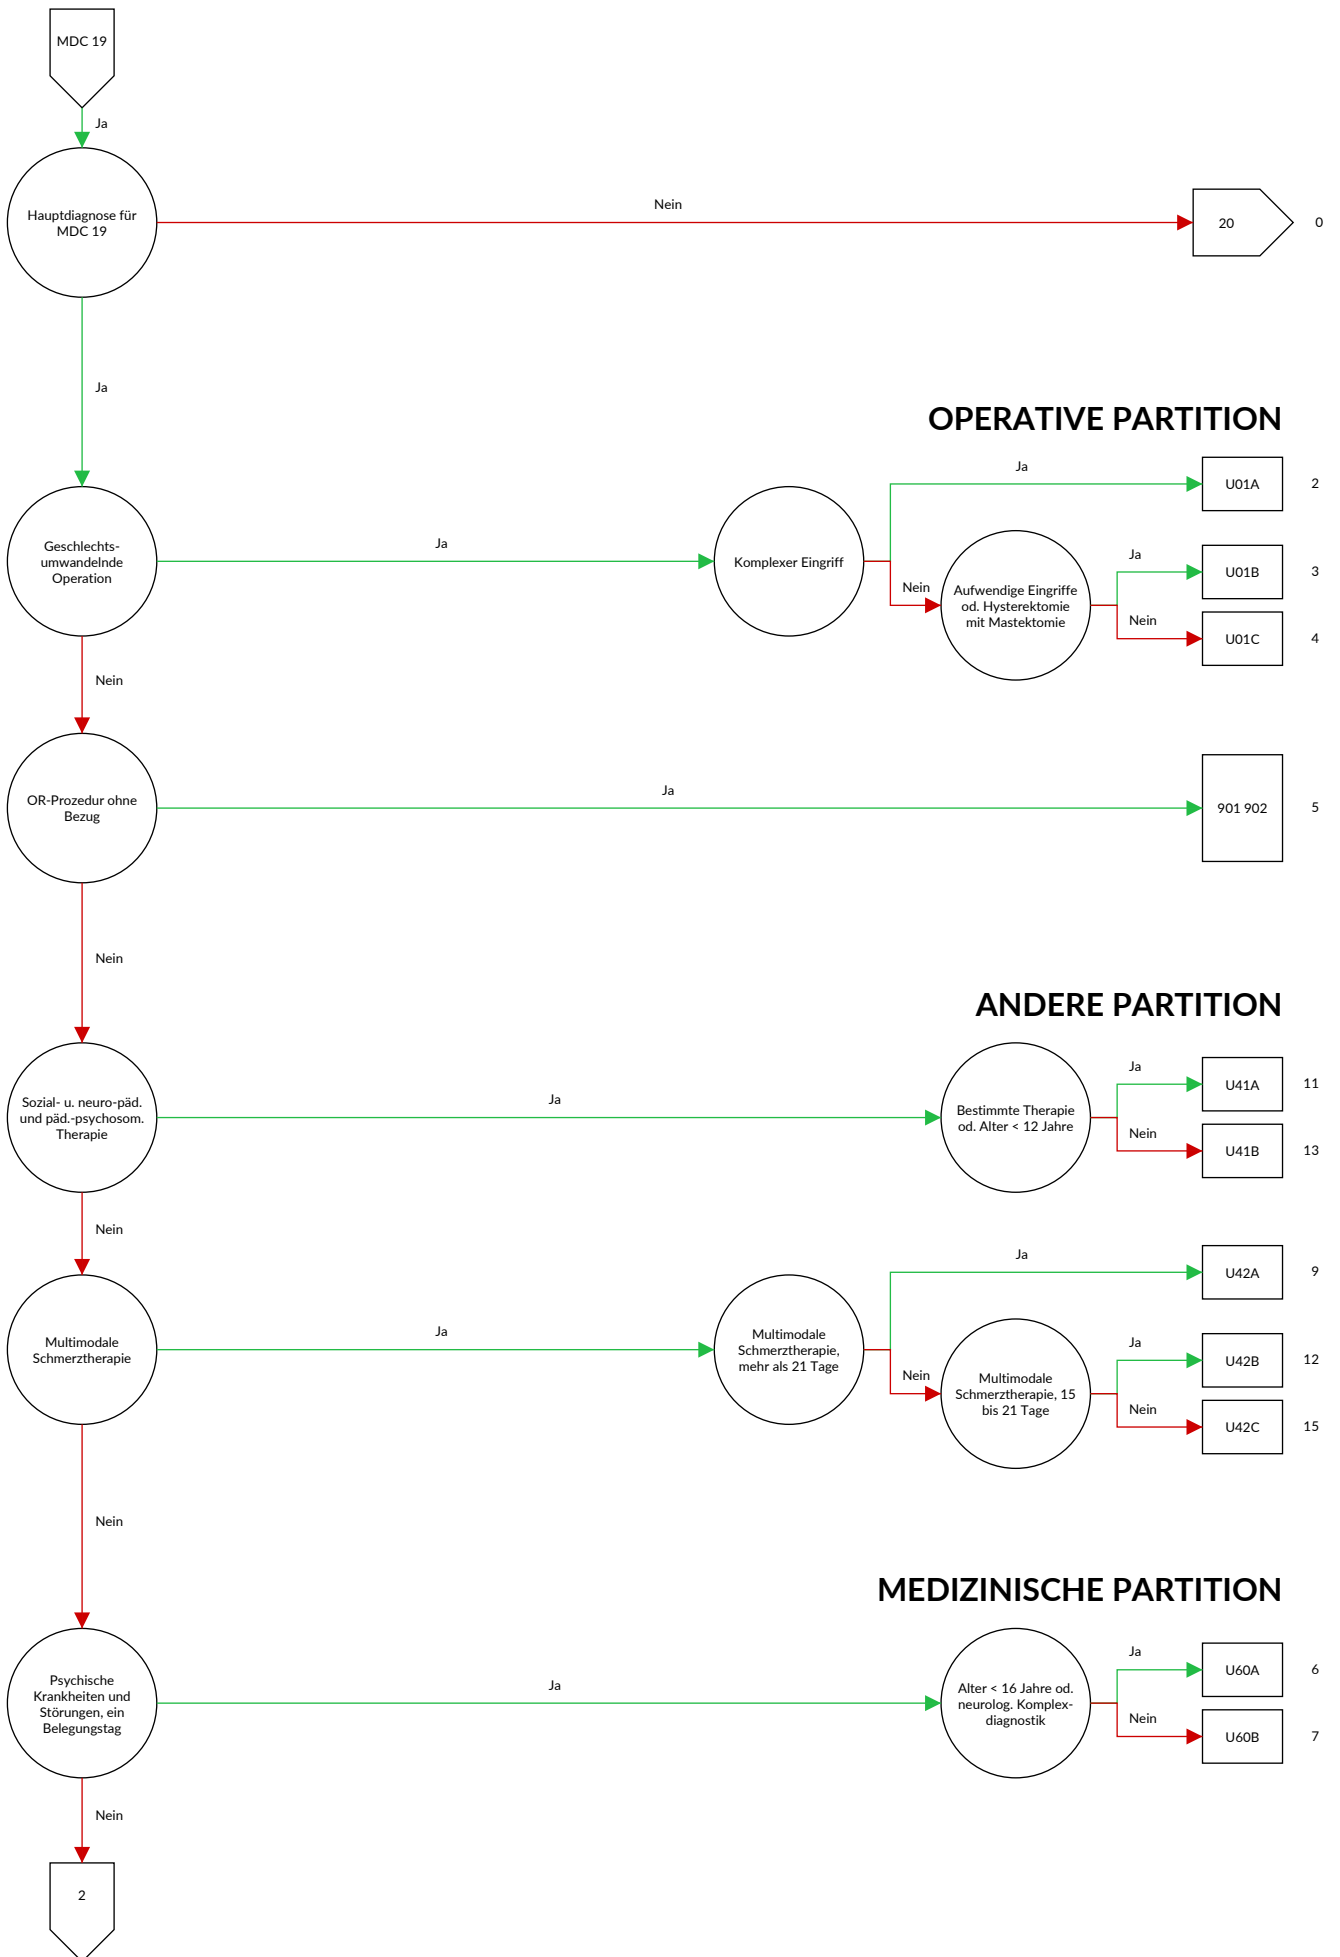 MDC 19
Ja
Hauptdiagnose für
MDC 19
Nein
20
0
Ja
OPERATIVE PARTITION
Geschlechts-
umwandelnde
Operation
Ja
Komplexer Eingriff
Ja
U01A
2
Nein
Aufwendige Eingriffe
od. Hysterektomie
mit Mastektomie
Ja
U01B
3
Nein
U01C
4
Nein
OR-Prozedur ohne
Bezug
Ja
901 902
5
Nein
ANDERE PARTITION
Sozial- u. neuro-päd.
und päd.-psychosom.
Therapie
Ja
Bestimmte Therapie
od. Alter < 12 Jahre
Ja
U41A
11
Nein
U41B
13
Nein
Multimodale
Schmerztherapie
Ja
Multimodale
Schmerztherapie,
mehr als 21 Tage
Ja
U42A
9
Nein
Multimodale
Schmerztherapie, 15
bis 21 Tage
Ja
U42B
12
Nein
U42C
15
Nein
MEDIZINISCHE PARTITION
Psychische
Krankheiten und
Störungen, ein
Belegungstag
Ja
Alter < 16 Jahre od.
neurolog. Komplex-
diagnostik
Ja
U60A
6
Nein
U60B
7
Nein
2